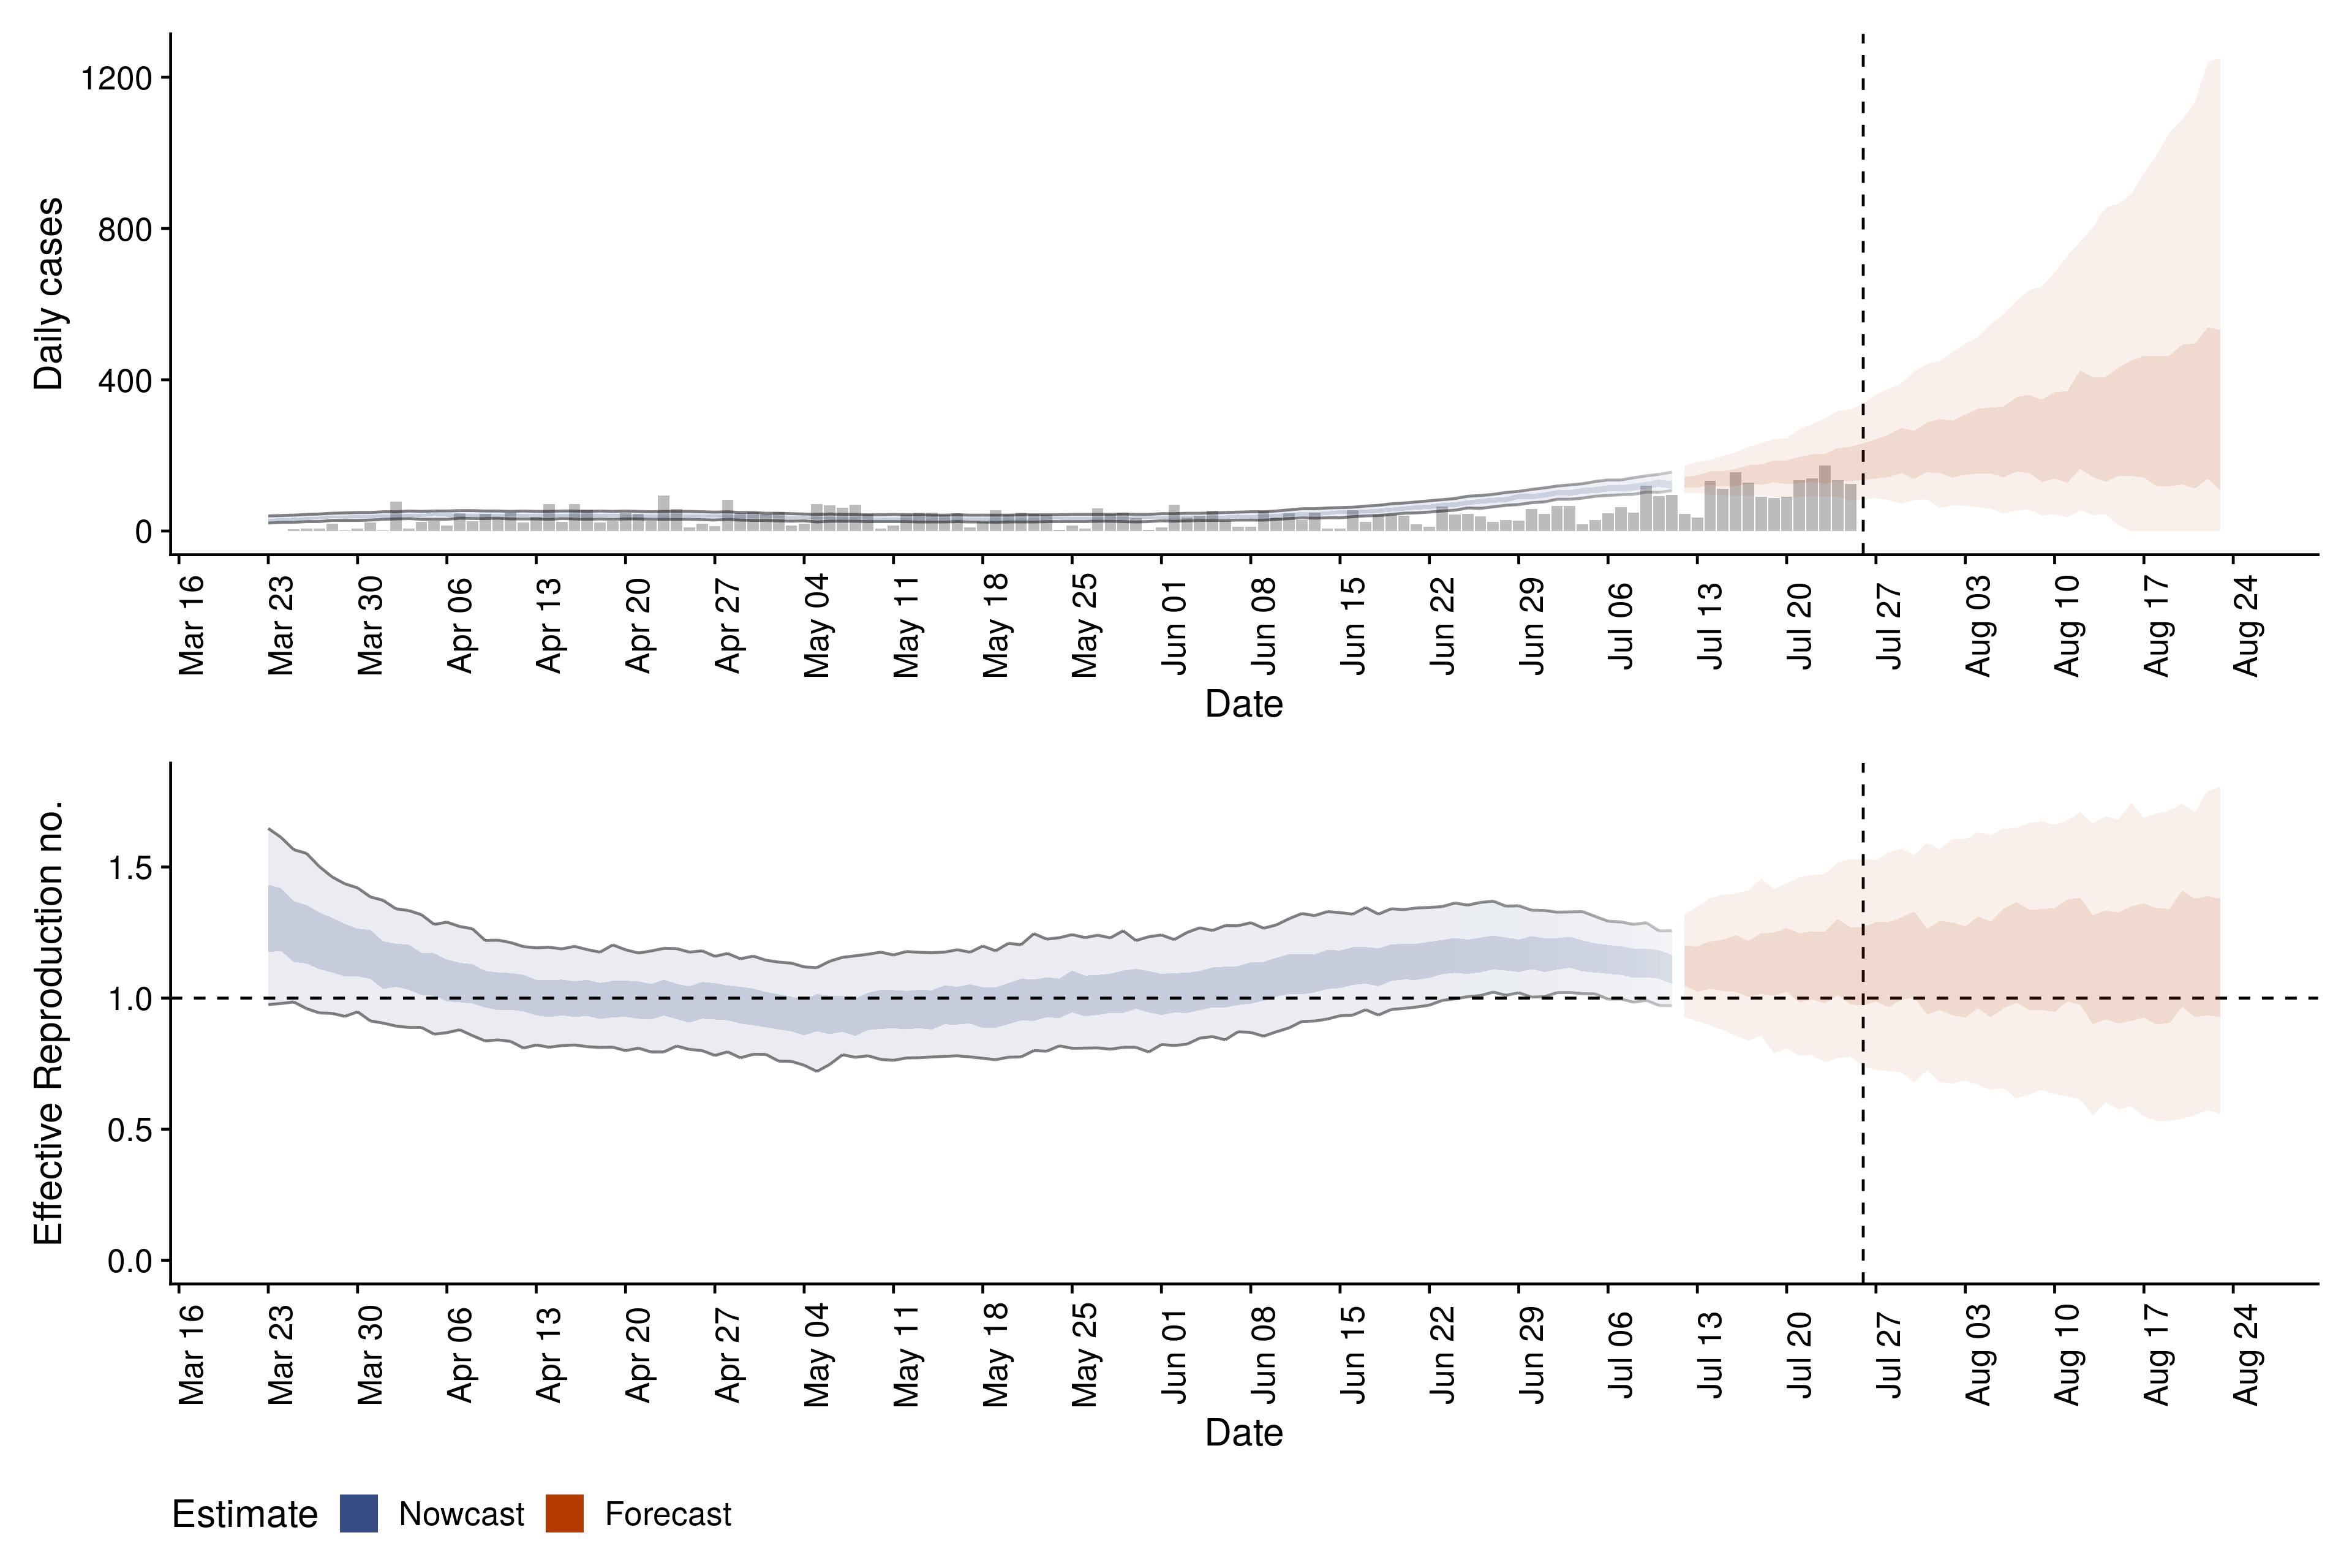 Daily cases
1200
800
400
0
Mar 16
Mar 23
Mar 30
Apr 06
Apr 13
Apr 20
Apr 27
May 04
May 11
May 18
May 25
Jun 01
Jun 08
Jun 15
Jun 22
Jun 29
Jul 06
Jul 13
Jul 20
Jul 27
Aug 03
Aug 10
Aug 17
Aug 24
Date
Effective Reproduction no.
1.5
1.0
0.5
0.0
Mar 16
Mar 23
Mar 30
Apr 06
Apr 13
Apr 20
Apr 27
May 04
May 11
May 18
May 25
Jun 01
Jun 08
Jun 15
Jun 22
Jun 29
Jul 06
Jul 13
Jul 20
Jul 27
Aug 03
Aug 10
Aug 17
Aug 24
Date
Estimate Nowcast Forecast